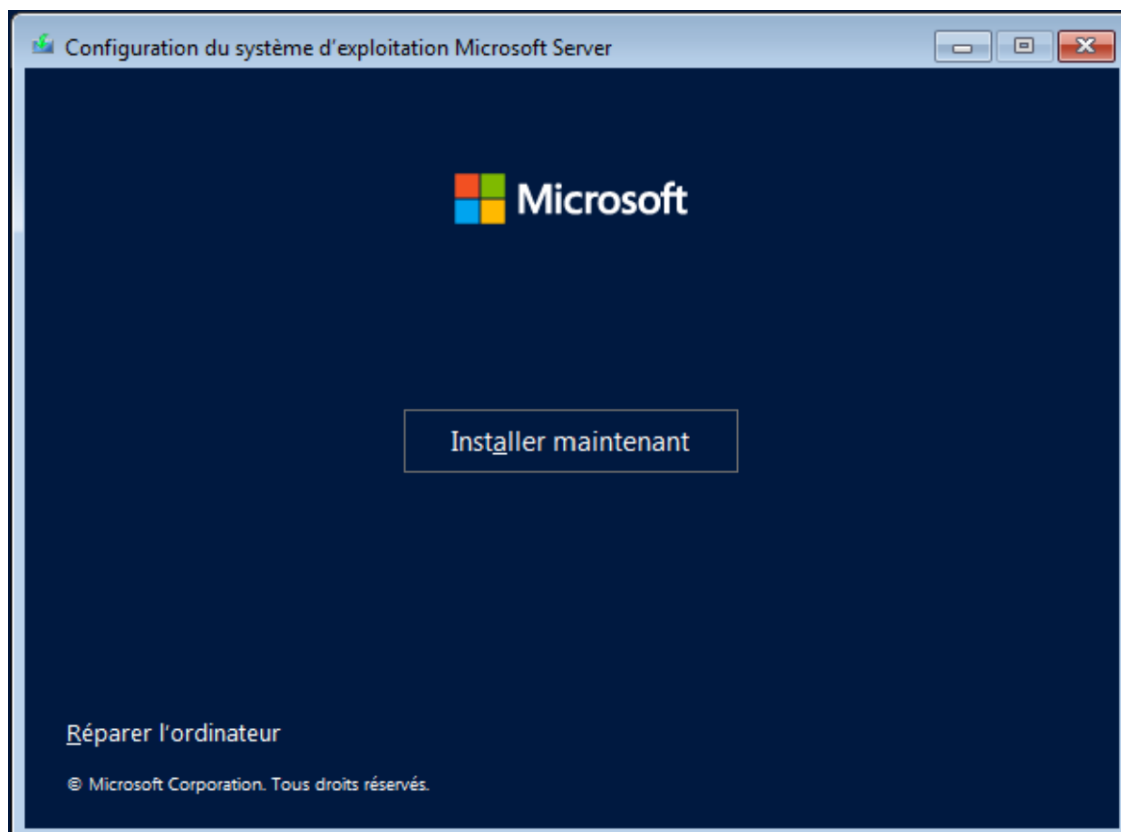 Configuration du système d'exploitation Microsoft Server
Microsoft
Installer maintenant
Réparer l'ordinateur
© Microsoft Corporation. Tous droits réservés.